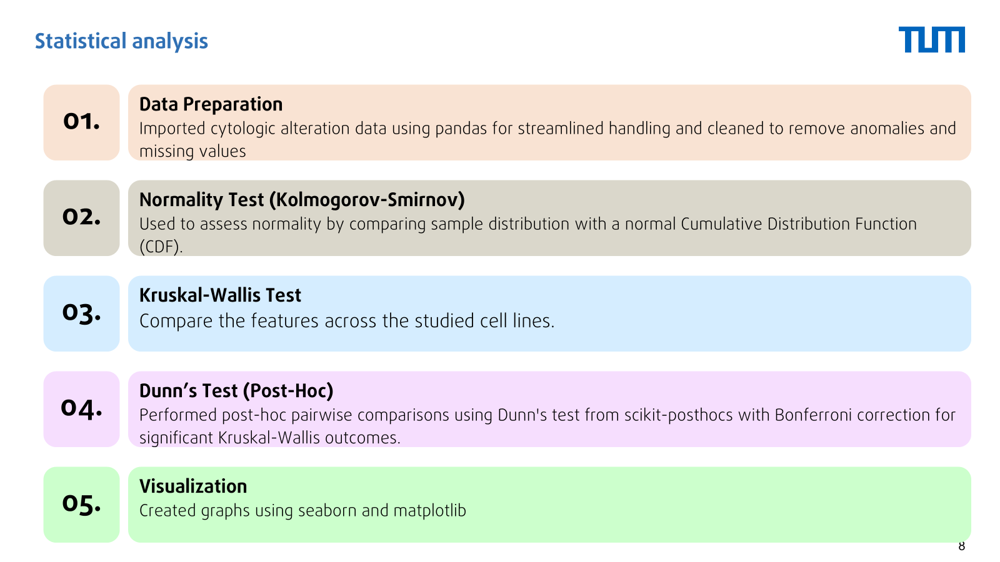 Statistical analysis
TUM
01.
Data Preparation
Imported cytologic alteration data using pandas for streamlined handling and cleaned to remove anomalies and
missing values
02.
Normality Test (Kolmogorov-Smirnov)
Used to assess normality by comparing sample distribution with a normal Cumulative Distribution Function
(CDF).
03.
Kruskal-Wallis Test
Compare the features across the studied cell lines.
04.
Dunn’s Test (Post-Hoc)
Performed post-hoc pairwise comparisons using Dunn's test from scikit-posthocs with Bonferroni correction for
significant Kruskal-Wallis outcomes.
05.
Visualization
Created graphs using seaborn and matplotlib
8